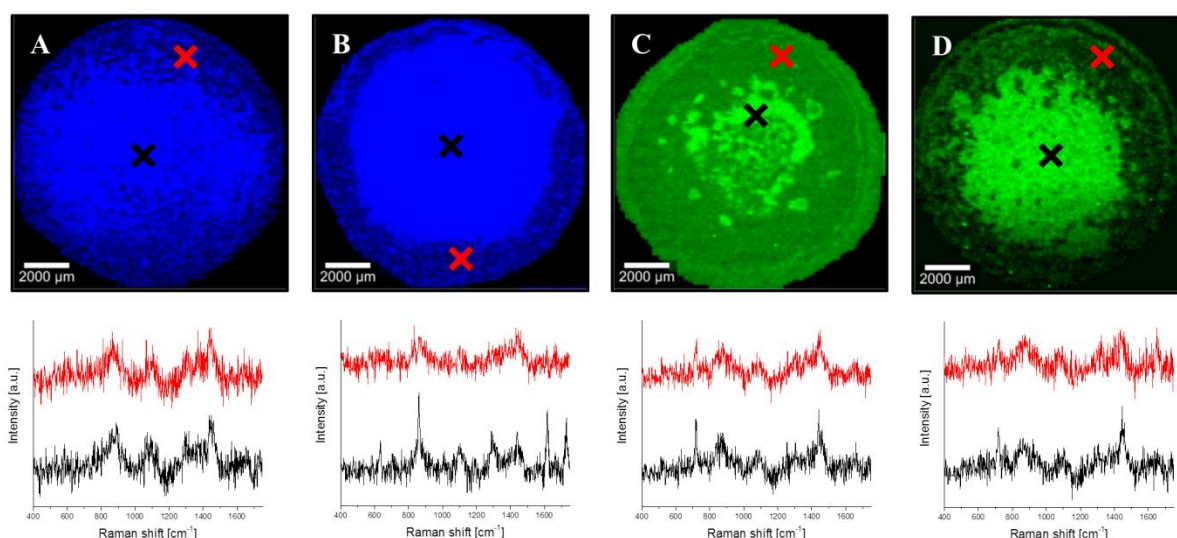 A B C D
2000 µm 2000 µm 2000 µm 2000 µm
Intensity [a.u.] Intensity [a.u.] Intensity [a.u.] Intensity [a.u.]
400 600 800 1000 1200 1400 1600 400 600 800 1000 1200 1400 1600 400 600 800 1000 1200 1400 1600 400 600 800 1000 1200 1400 1600
Raman shift [cm⁻¹] Raman shift [cm⁻¹] Raman shift [cm⁻¹] Raman shift [cm⁻¹]